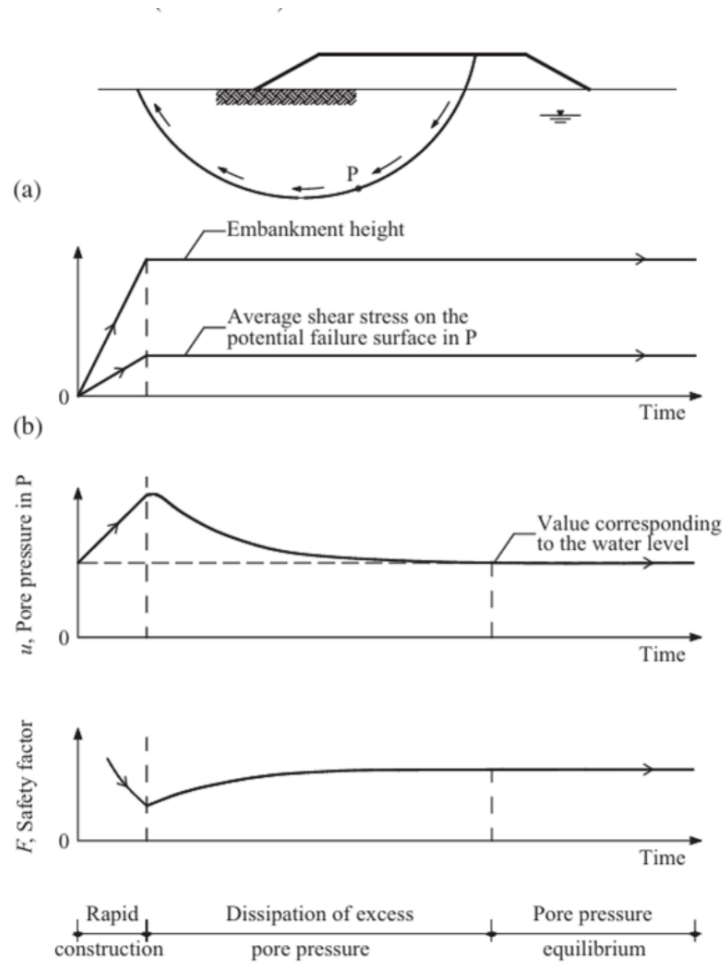 P
(a)
Embankment height
Average shear stress on the
potential failure surface in P
0
Time
(b)
u, Pore pressure in P
Value corresponding
to the water level
0
Time
F, Safety factor
0
Time
Rapid
construction
Dissipation of excess
pore pressure
Pore pressure
equilibrium